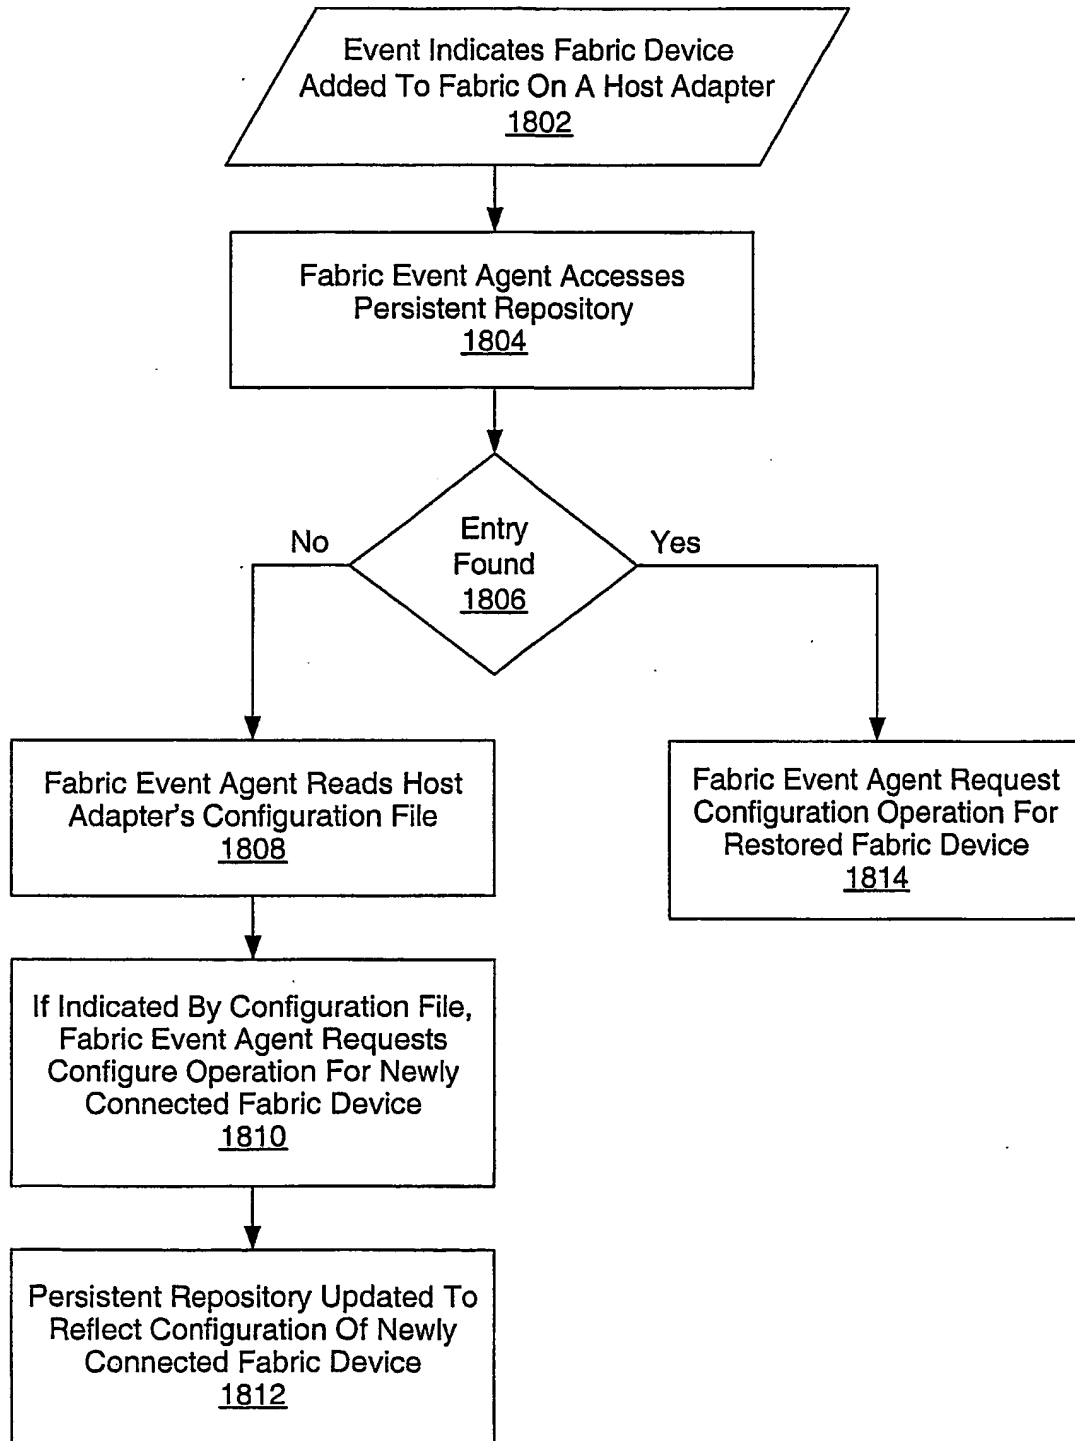 Event Indicates Fabric Device
Added To Fabric On A Host Adapter
1802
Fabric Event Agent Accesses
Persistent Repository
1804
Entry
Found
1806
No
Yes
Fabric Event Agent Reads Host
Adapter's Configuration File
1808
Fabric Event Agent Request
Configuration Operation For
Restored Fabric Device
1814
If Indicated By Configuration File,
Fabric Event Agent Requests
Configure Operation For Newly
Connected Fabric Device
1810
Persistent Repository Updated To
Reflect Configuration Of Newly
Connected Fabric Device
1812